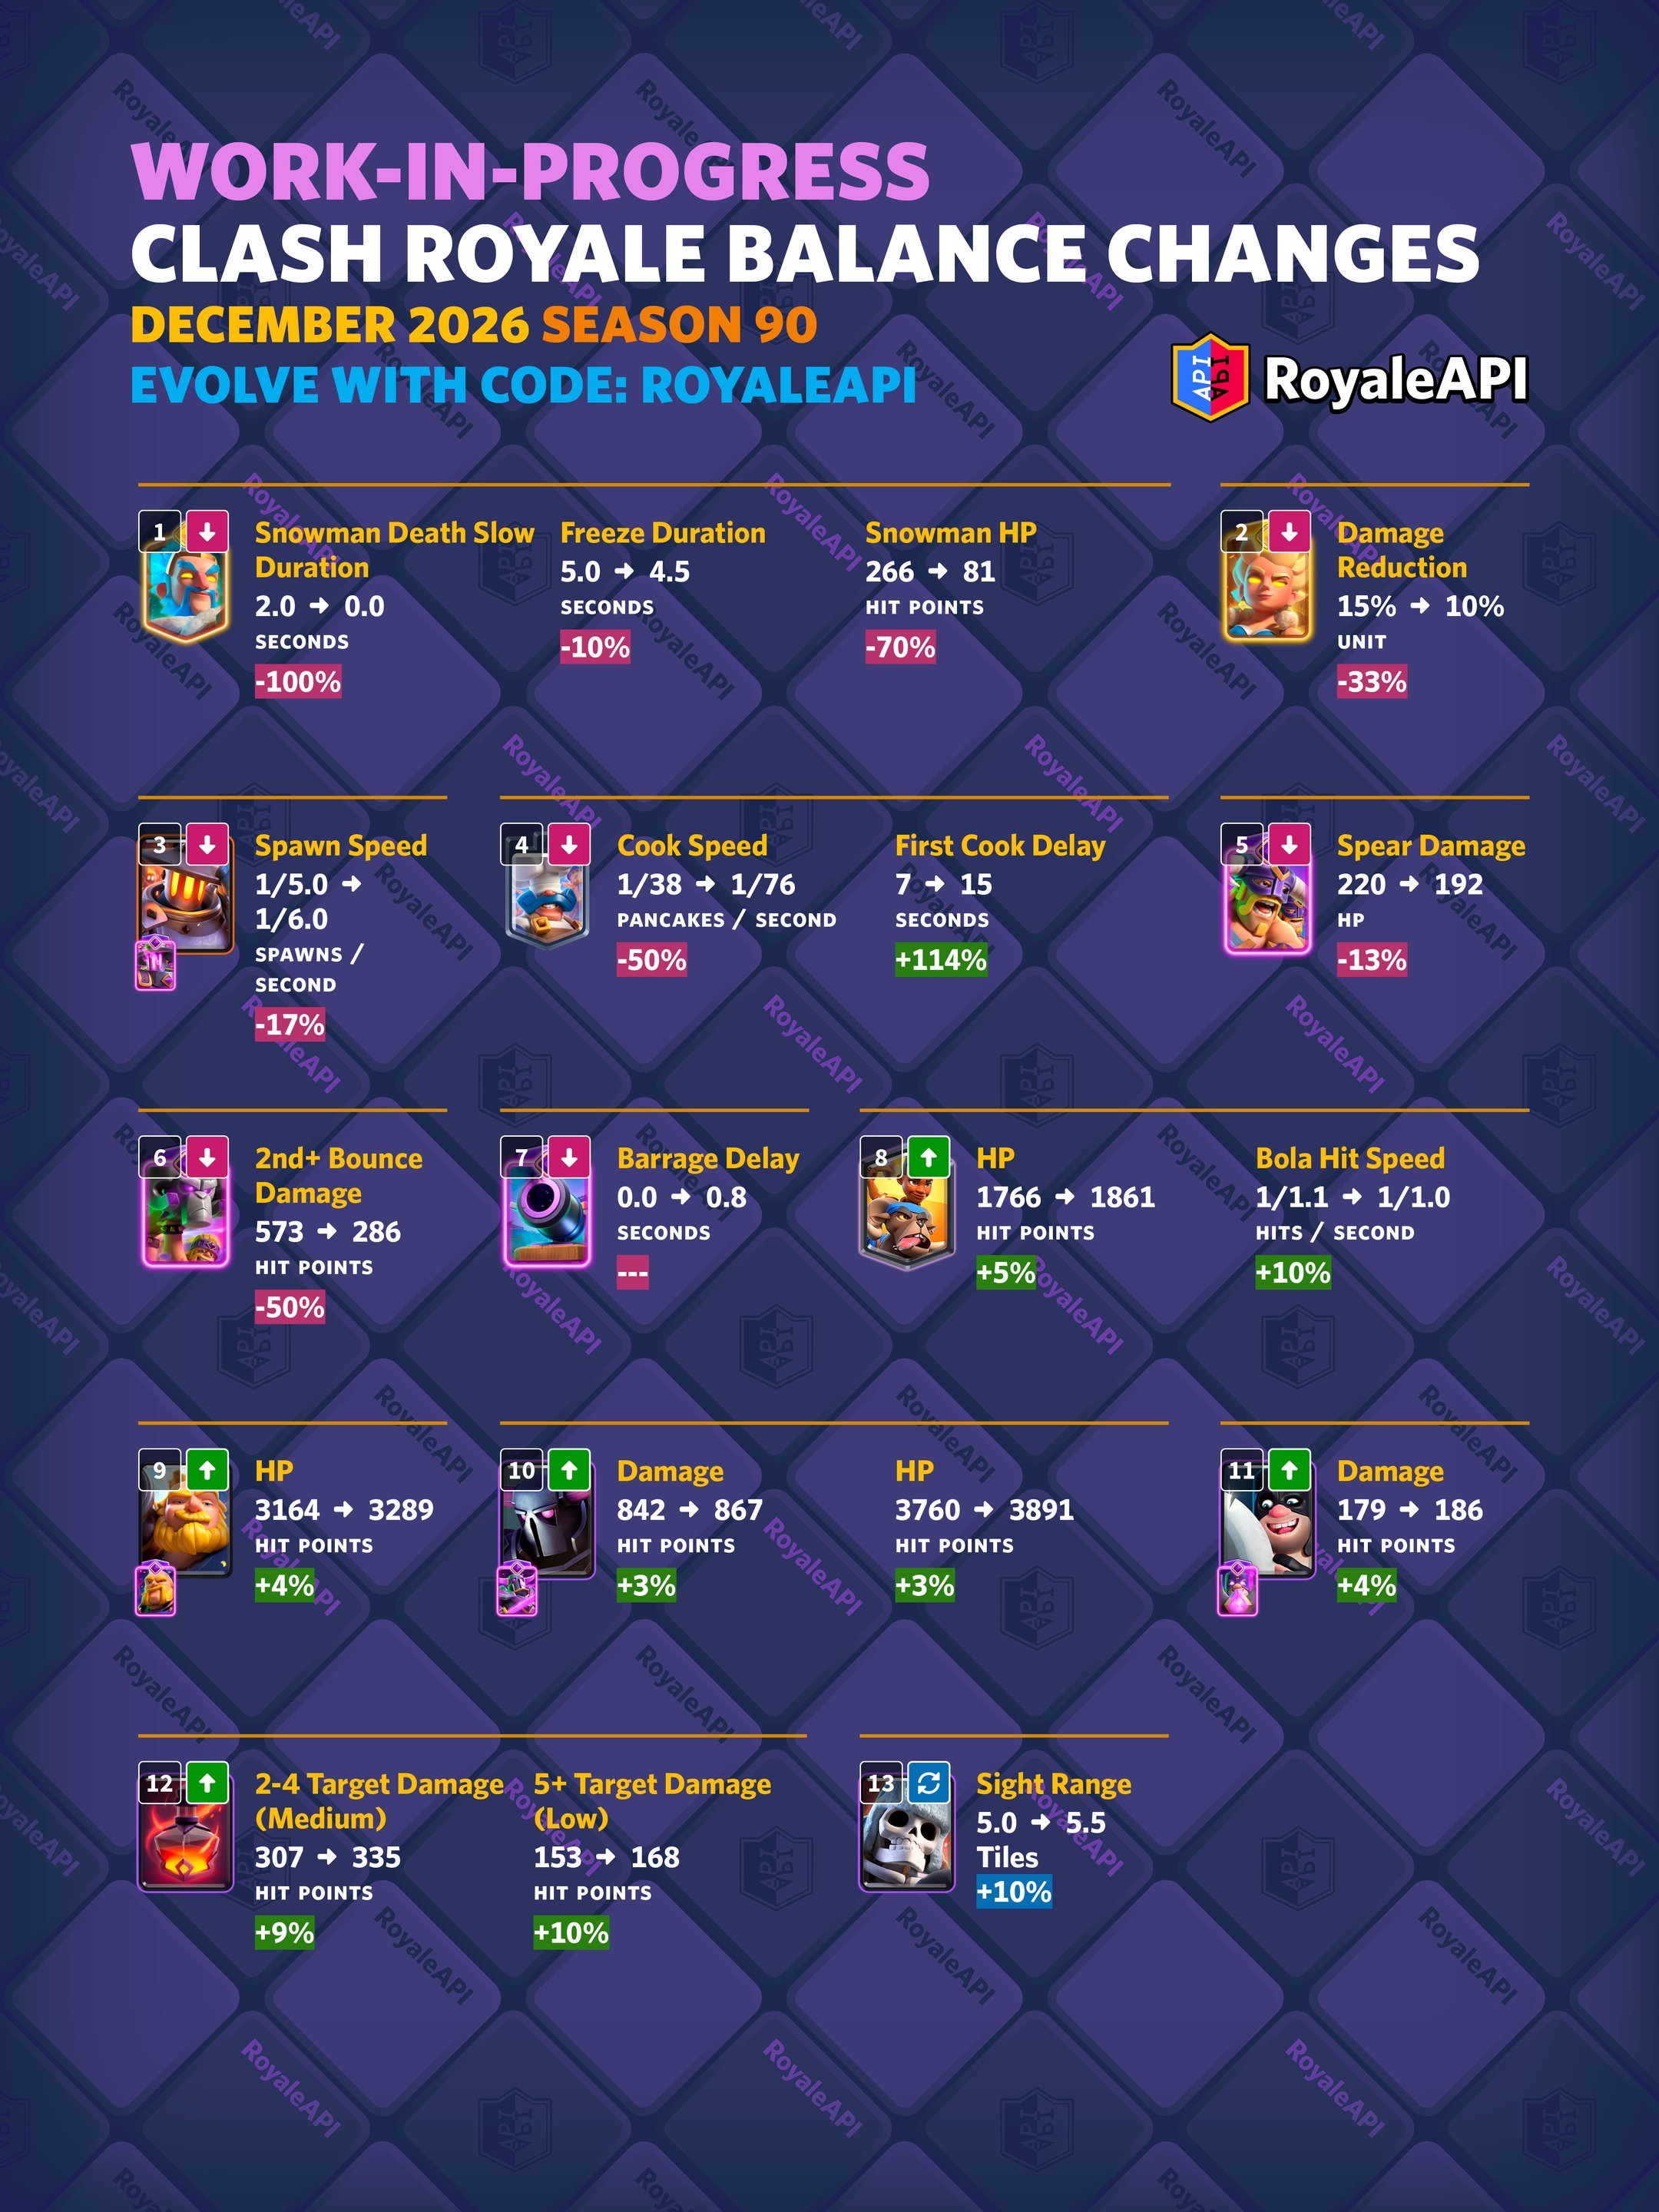 WORK-IN-PROGRESS
CLASH ROYALE BALANCE CHANGES
DECEMBER 2026 SEASON 90
EVOLVE WITH CODE: ROYALEAPI
API API RoyaleAPI
1
Snowman Death Slow
Duration
2.0 → 0.0
SECONDS
-100%
Freeze Duration
5.0 → 4.5
SECONDS
-10%
Snowman HP
266 → 81
HIT POINTS
-70%
2
Damage
Reduction
15% → 10%
UNIT
-33%
3
Spawn Speed
1/5.0 →
1/6.0
SPAWNS /
SECOND
-17%
4
Cook Speed
1/38 → 1/76
PANCAKES / SECOND
-50%
First Cook Delay
7 → 15
SECONDS
+114%
5
Spear Damage
220 → 192
HP
-13%
6
2nd+ Bounce
Damage
573 → 286
HIT POINTS
-50%
7
Barrage Delay
0.0 → 0.8
SECONDS
---
8
HP
1766 → 1861
HIT POINTS
+5%
Bola Hit Speed
1/1.1 → 1/1.0
HITS / SECOND
+10%
9
HP
3164 → 3289
HIT POINTS
+4%
10
Damage
842 → 867
HIT POINTS
+3%
HP
3760 → 3891
HIT POINTS
+3%
11
Damage
179 → 186
HIT POINTS
+4%
12
2-4 Target Damage
(Medium)
307 → 335
HIT POINTS
+9%
5+ Target Damage
(Low)
153 → 168
HIT POINTS
+10%
13
Sight Range
5.0 → 5.5
Tiles
+10%